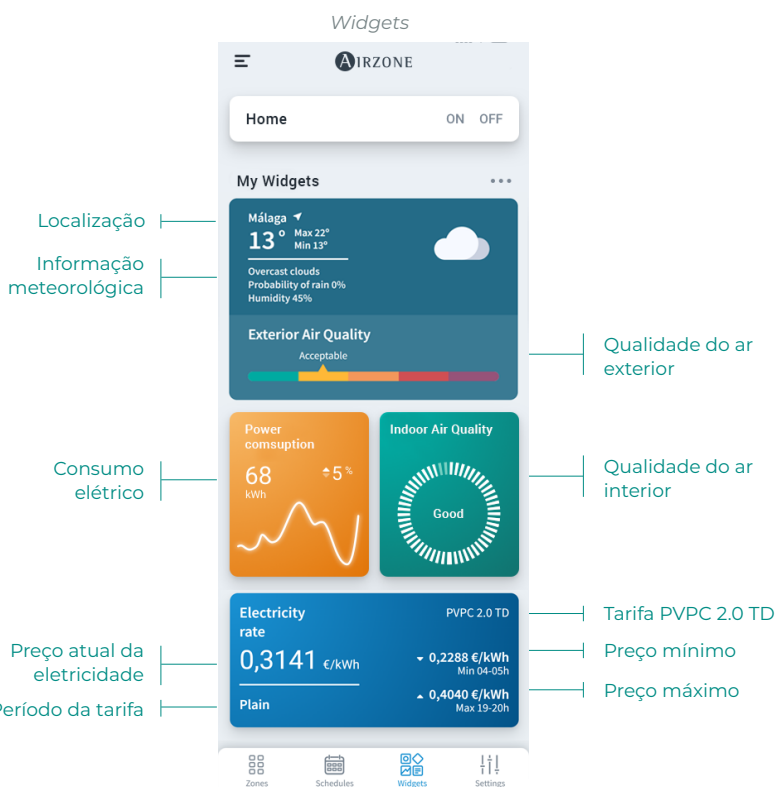 Widgets
AIRZONE
Home
ON OFF
My Widgets
Localização
Málaga
13° Max 22°
Min 13°
Informação
meteorológica
Overcast clouds
Probability of rain 0%
Humidity 45%
Exterior Air Quality
Acceptable
Qualidade do ar
exterior
Consumo
elétrico
Power
comsuption
68
kWh
5%
Indoor Air Quality
Good
Qualidade do ar
interior
Electricity
rate
PVPC 2.0 TD
Tarifa PVPC 2.0 TD
Preço atual da
eletricidade
0,3141 €/kWh
0,2288 €/kWh
Min 04-05h
Preço mínimo
Período da tarifa
Plain
0,4040 €/kWh
Max 19-20h
Preço máximo
Zones
Schedules
Widgets
Settings